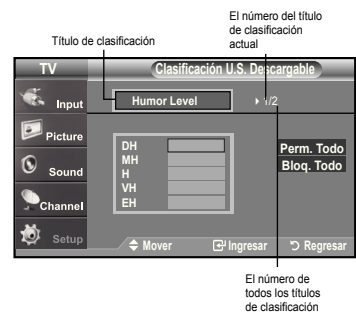 El número del título
de clasificación
actual
Título de clasificación
TV
Clasificación U.S. Descargable
Input
Humor Level
1/2
Picture
DH
MH
H
VH
EH
Perm. Todo
Bloq. Todo
Sound
Channel
Setup
Mover
Ingresar
Regresar
El número de
todos los títulos
de clasificación